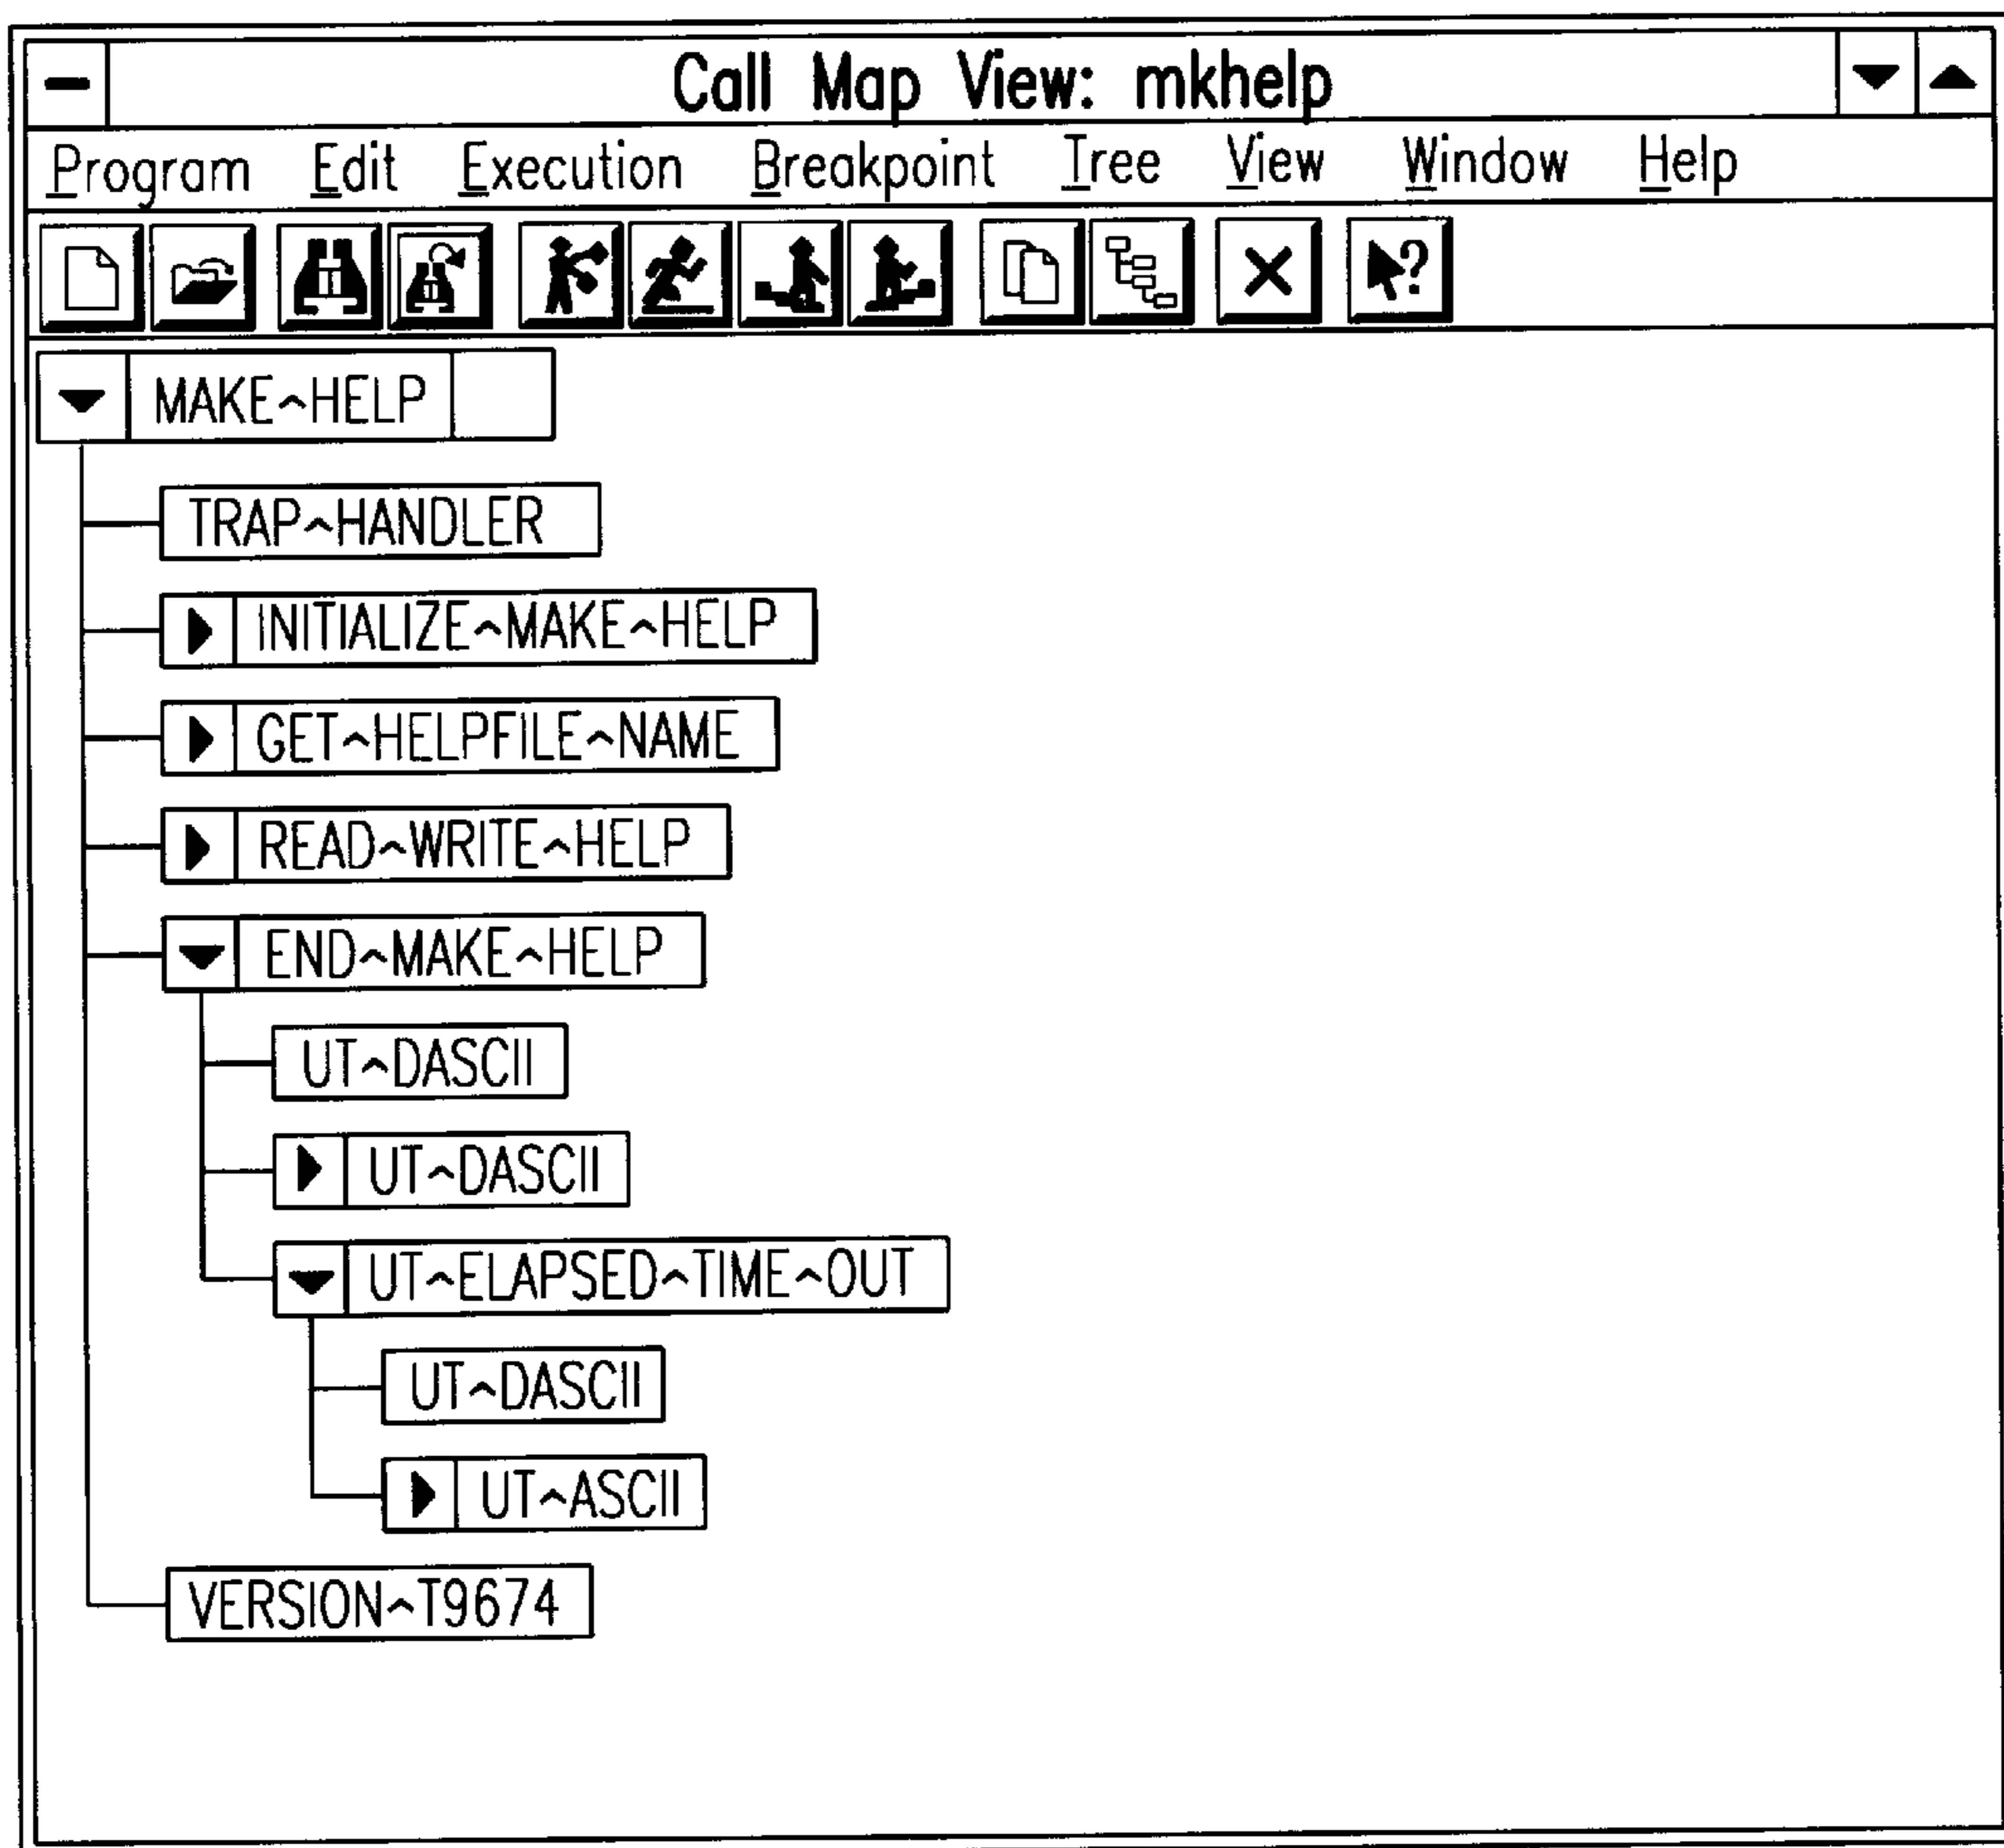 Call Map View: mkhelp
Program Edit Execution Breakpoint Tree View Window Help
?
MAKE^HELP
TRAP^HANDLER
INITIALIZE^MAKE^HELP
GET^HELPFILE^NAME
READ^WRITE^HELP
END^MAKE^HELP
UT^DASCII
UT^DASCII
UT^ELAPSED^TIME^OUT
UT^DASCII
UT^ASCII
VERSION^T9674